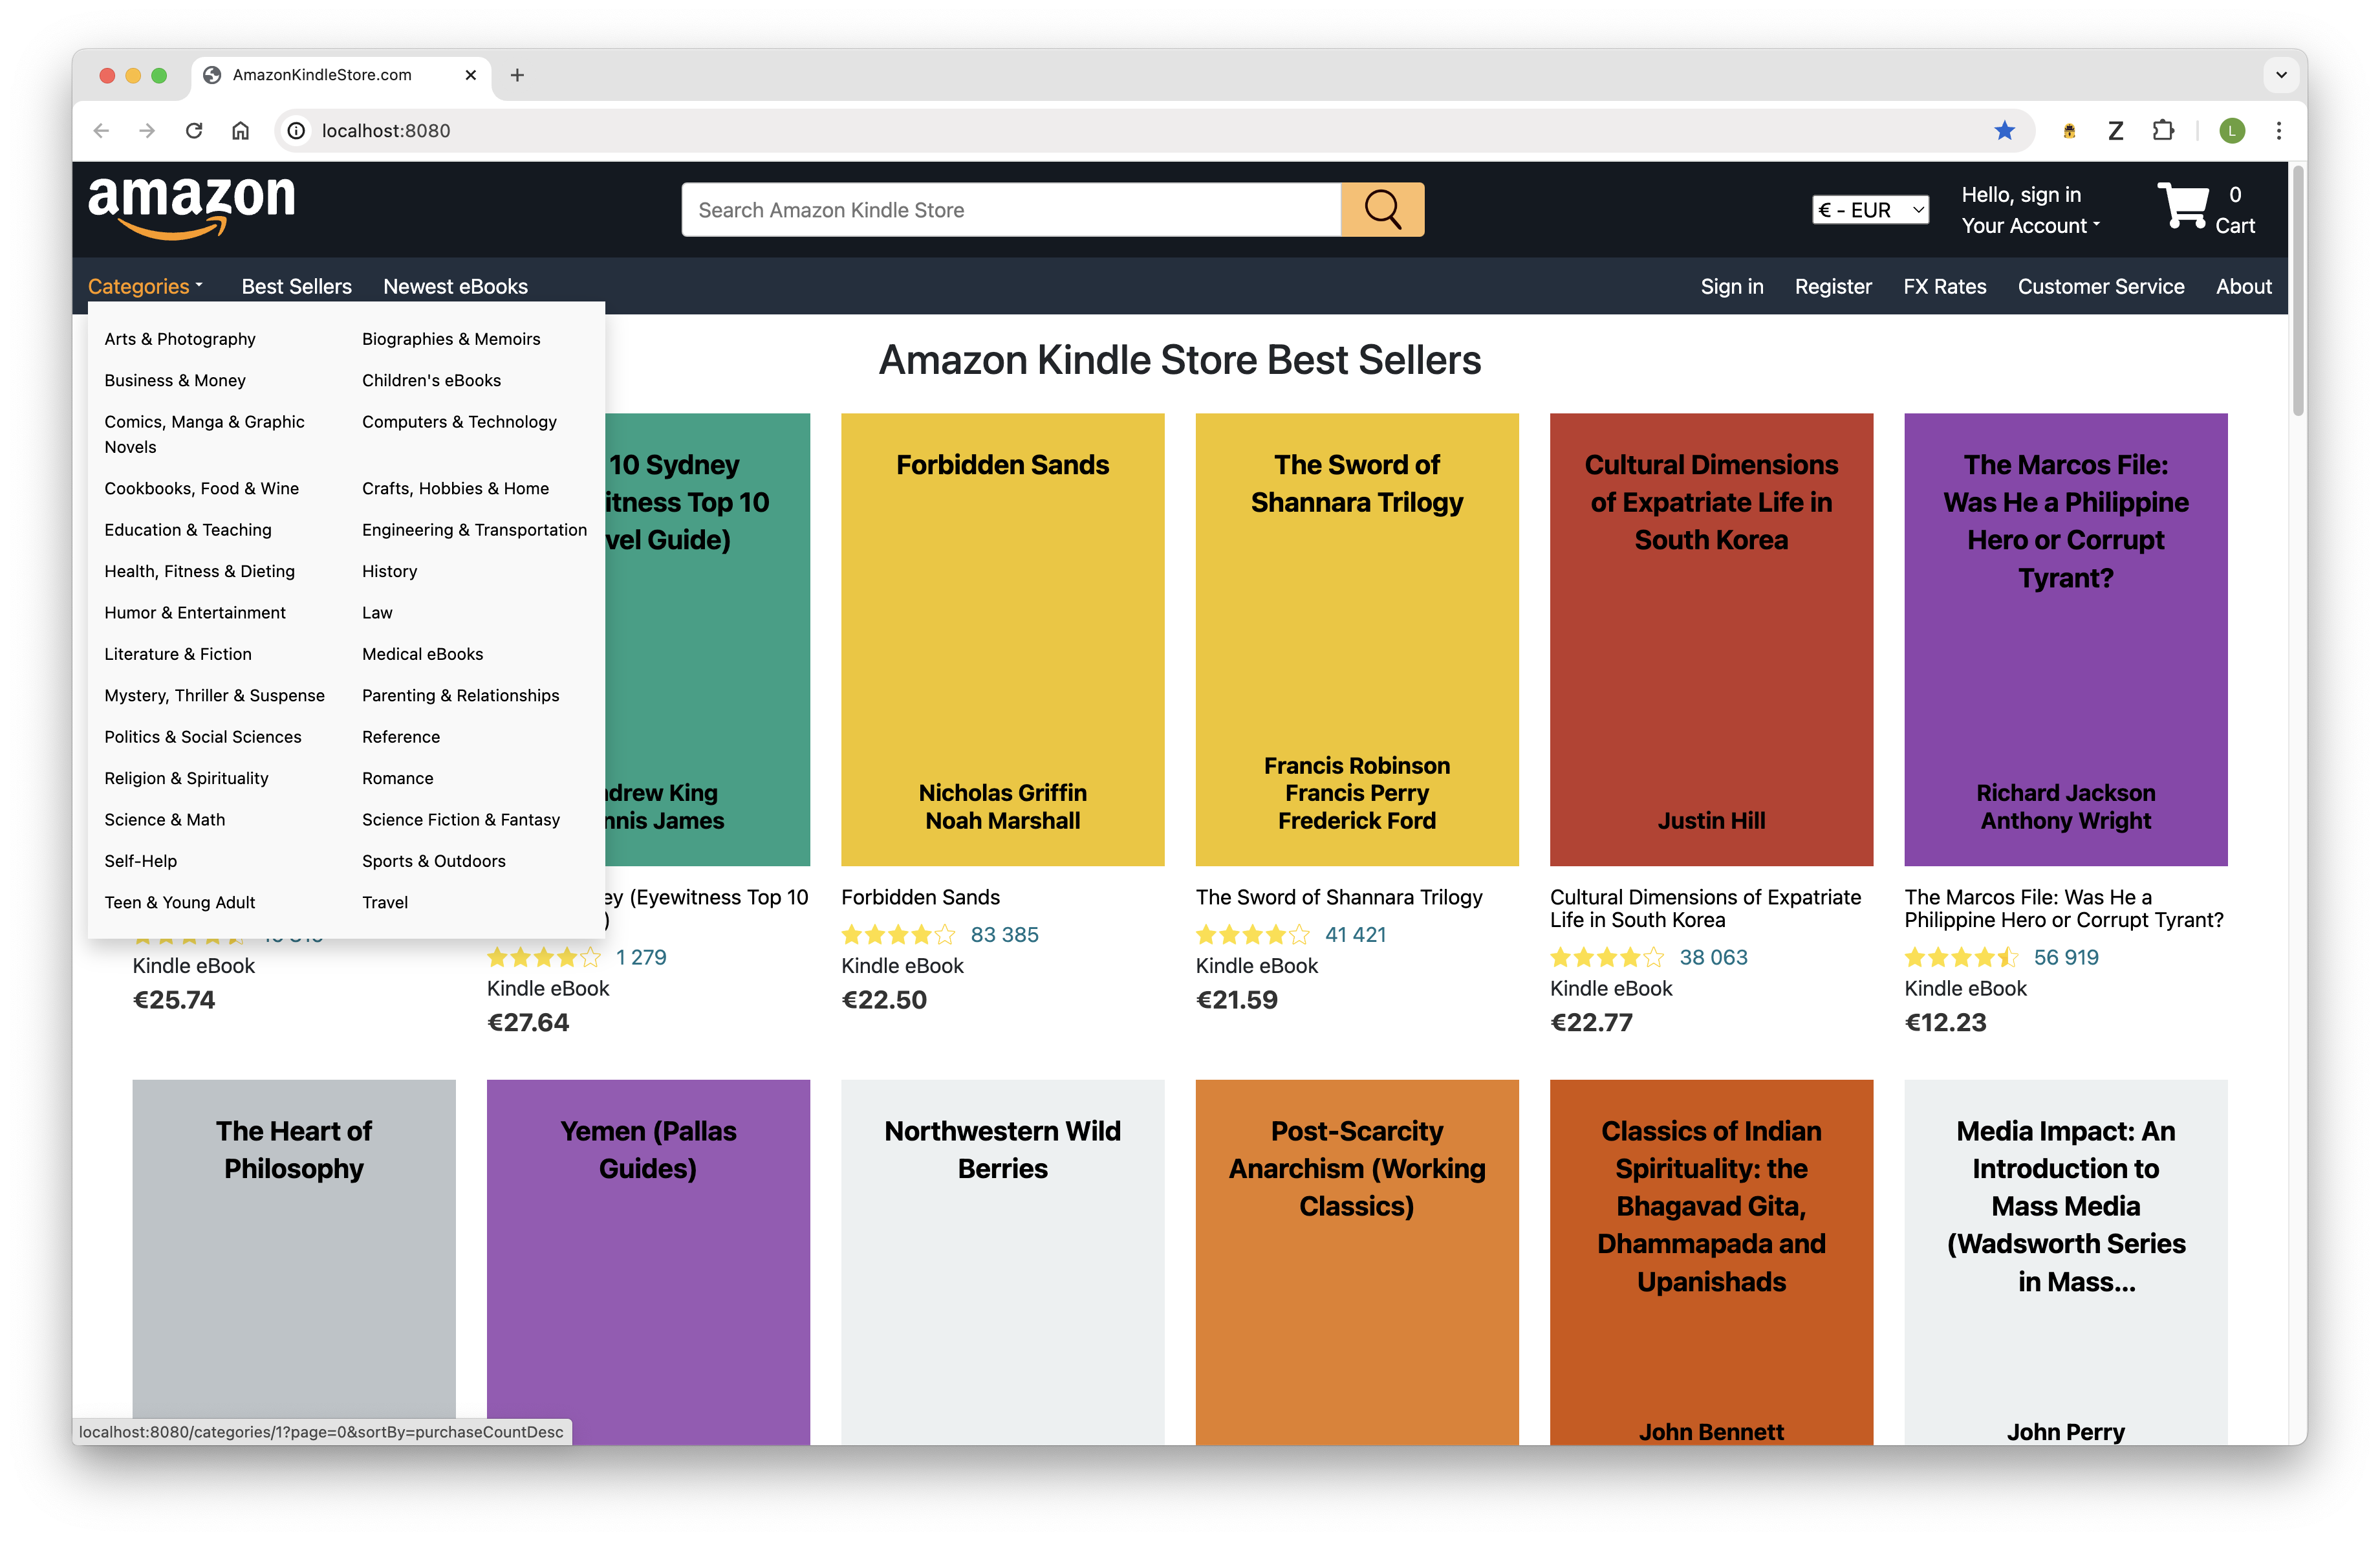 AmazonKindleStore.com
localhost:8080
Z
L
amazon
Search Amazon Kindle Store
€ - EUR
Hello, sign in
Your Account
0
Cart
Categories
Best Sellers
Newest eBooks
Sign in
Register
FX Rates
Customer Service
About
Arts & Photography
Biographies & Memoirs
Business & Money
Children's eBooks
Comics, Manga & Graphic
Novels
Computers & Technology
Cookbooks, Food & Wine
Crafts, Hobbies & Home
Education & Teaching
Engineering & Transportation
Health, Fitness & Dieting
History
Humor & Entertainment
Law
Literature & Fiction
Medical eBooks
Mystery, Thriller & Suspense
Parenting & Relationships
Politics & Social Sciences
Reference
Religion & Spirituality
Romance
Science & Math
Science Fiction & Fantasy
Self-Help
Sports & Outdoors
Teen & Young Adult
Travel
Amazon Kindle Store Best Sellers
Kindle eBook
€25.74
10 Sydney
Top 10
Guide)
King
James
(Eyewitness Top 10
1 279
Kindle eBook
€27.64
Forbidden Sands
Nicholas Griffin
Noah Marshall
Forbidden Sands
83 385
Kindle eBook
€22.50
The Sword of
Shannara Trilogy
Francis Robinson
Francis Perry
Frederick Ford
The Sword of Shannara Trilogy
41 421
Kindle eBook
€21.59
Cultural Dimensions
of Expatriate Life in
South Korea
Justin Hill
Cultural Dimensions of Expatriate
Life in South Korea
38 063
Kindle eBook
€22.77
The Marcos File:
Was He a Philippine
Hero or Corrupt
Tyrant?
Richard Jackson
Anthony Wright
The Marcos File: Was He a
Philippine Hero or Corrupt Tyrant?
56 919
Kindle eBook
€12.23
The Heart of
Philosophy
Yemen (Pallas
Guides)
Northwestern Wild
Berries
Post-Scarcity
Anarchism (Working
Classics)
Classics of Indian
Spirituality: the
Bhagavad Gita,
Dhammapada and
Upanishads
John Bennett
Media Impact: An
Introduction to
Mass Media
(Wadsworth Series
in Mass...
John Perry
localhost:8080/categories/1?page=0&sortBy=purchaseCountDesc